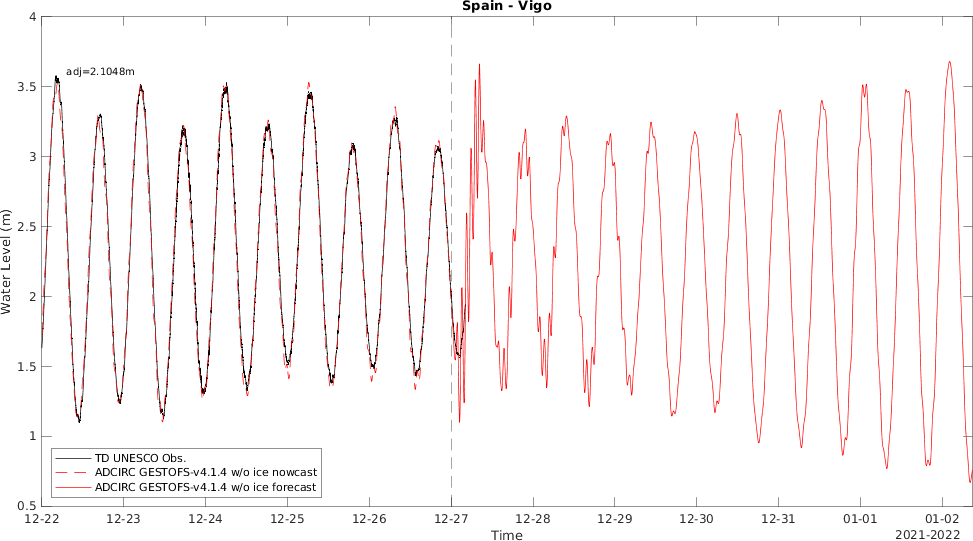 Spain - Vigo
4
3.5
3
2.5
2
1.5
1
0.5
Water Level (m)
adj=2.1048m
TD UNESCO Obs.
ADCIRC GESTOFS-v4.1.4 w/o ice nowcast
ADCIRC GESTOFS-v4.1.4 w/o ice forecast
12-22 12-23 12-24 12-25 12-26 12-27 12-28 12-29 12-30 12-31 01-01 01-02
Time
2021-2022